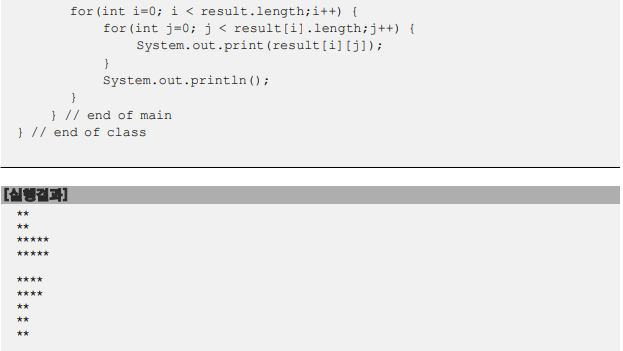 for(int i=0; i < result.length;i++) {
for(int j=0; j < result[i].length;j++) {
System.out.print(result[i][j]);
}
System.out.println();
}
} // end of main
} // end of class
[실행결과]
**
**
*****
*****
****
****
**
**
**